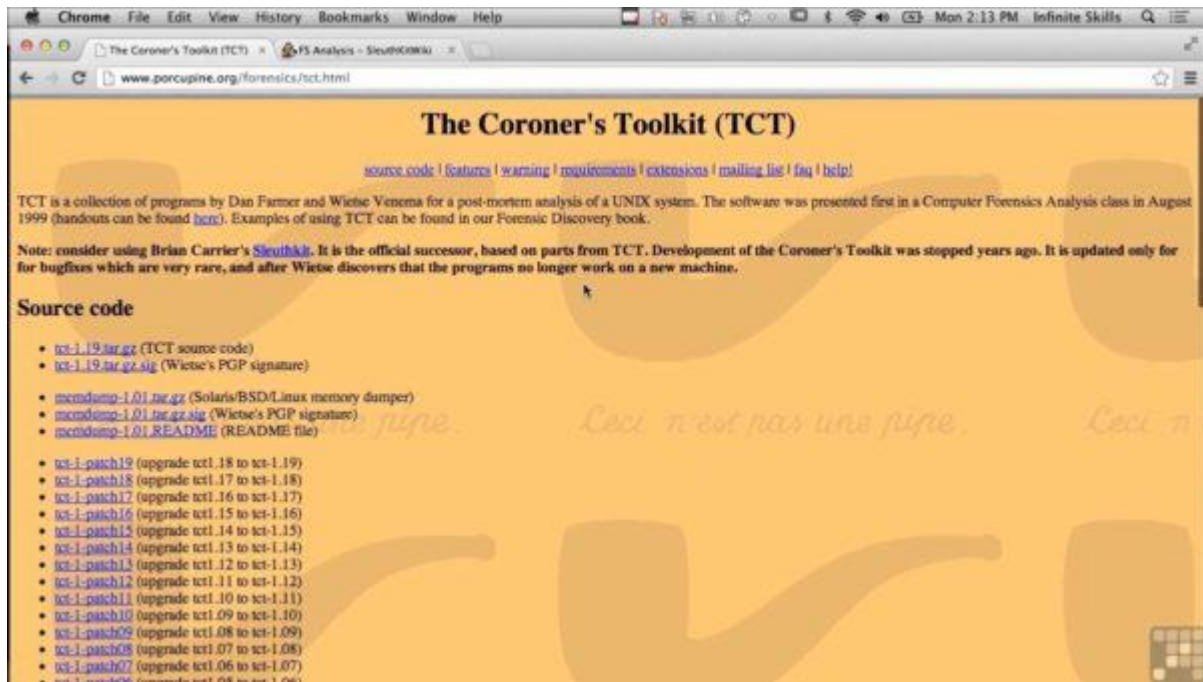 Chrome File Edit View History Bookmarks Window Help Mon 2:13 PM Infinite Skills
The Coroner's Toolkit (TCT) FS Analysis - SleuthKitWiki
www.porcupine.org/forensics/tct.html
The Coroner's Toolkit (TCT)
source code | features | warning | requirements | extensions | mailing list | faq | help!
TCT is a collection of programs by Dan Farmer and Wietse Venema for a post-mortem analysis of a UNIX system. The software was presented first in a Computer Forensics Analysis class in August
1999 (handouts can be found here). Examples of using TCT can be found in our Forensic Discovery book.
Note: consider using Brian Carrier's Sleuthkit. It is the official successor, based on parts from TCT. Development of the Coroner's Toolkit was stopped years ago. It is updated only for
for bugfixes which are very rare, and after Wietse discovers that the programs no longer work on a new machine.
Source code
tct-1.19.tar.gz (TCT source code)
tct-1.19.tar.gz.sig (Wietse's PGP signature)
memdump-1.01.tar.gz (Solaris/BSD/Linux memory dumper)
memdump-1.01.tar.gz.sig (Wietse's PGP signature)
memdump-1.01.README (README file)
pipe. Ceci n'est pas une pipe. Ceci n
tct-1-patch19 (upgrade tct1.18 to tct-1.19)
tct-1-patch18 (upgrade tct1.17 to tct-1.18)
tct-1-patch17 (upgrade tct1.16 to tct-1.17)
tct-1-patch16 (upgrade tct1.15 to tct-1.16)
tct-1-patch15 (upgrade tct1.14 to tct-1.15)
tct-1-patch14 (upgrade tct1.13 to tct-1.14)
tct-1-patch13 (upgrade tct1.12 to tct-1.13)
tct-1-patch12 (upgrade tct1.11 to tct-1.12)
tct-1-patch11 (upgrade tct1.10 to tct-1.11)
tct-1-patch10 (upgrade tct1.09 to tct-1.10)
tct-1-patch09 (upgrade tct1.08 to tct-1.09)
tct-1-patch08 (upgrade tct1.07 to tct-1.08)
tct-1-patch07 (upgrade tct1.06 to tct-1.07)